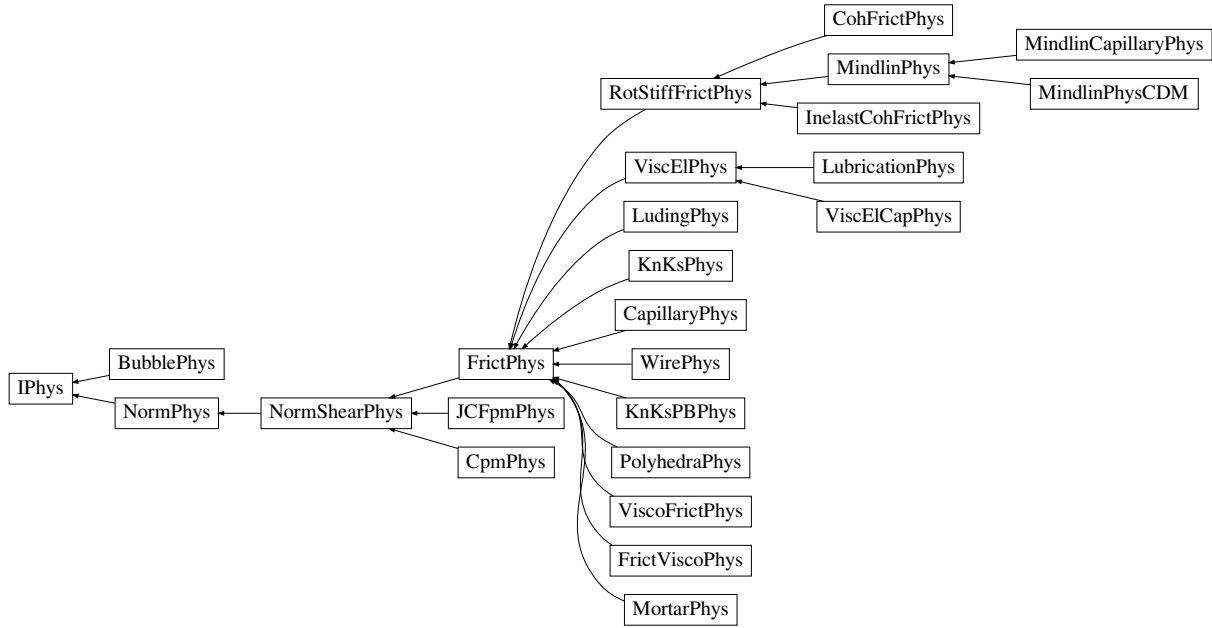 CohFrictPhys
MindlinCapillaryPhys
MindlinPhys
RotStiffFrictPhys
MindlinPhysCDM
InelastCohFrictPhys
ViscElPhys
LubricationPhys
LudingPhys
ViscElCapPhys
KnKsPhys
CapillaryPhys
BubblePhys
FrictPhys
WirePhys
IPhys
NormPhys
NormShearPhys
JCFpmPhys
KnKsPBPhys
CpmPhys
PolyhedraPhys
ViscoFrictPhys
FrictViscoPhys
MortarPhys